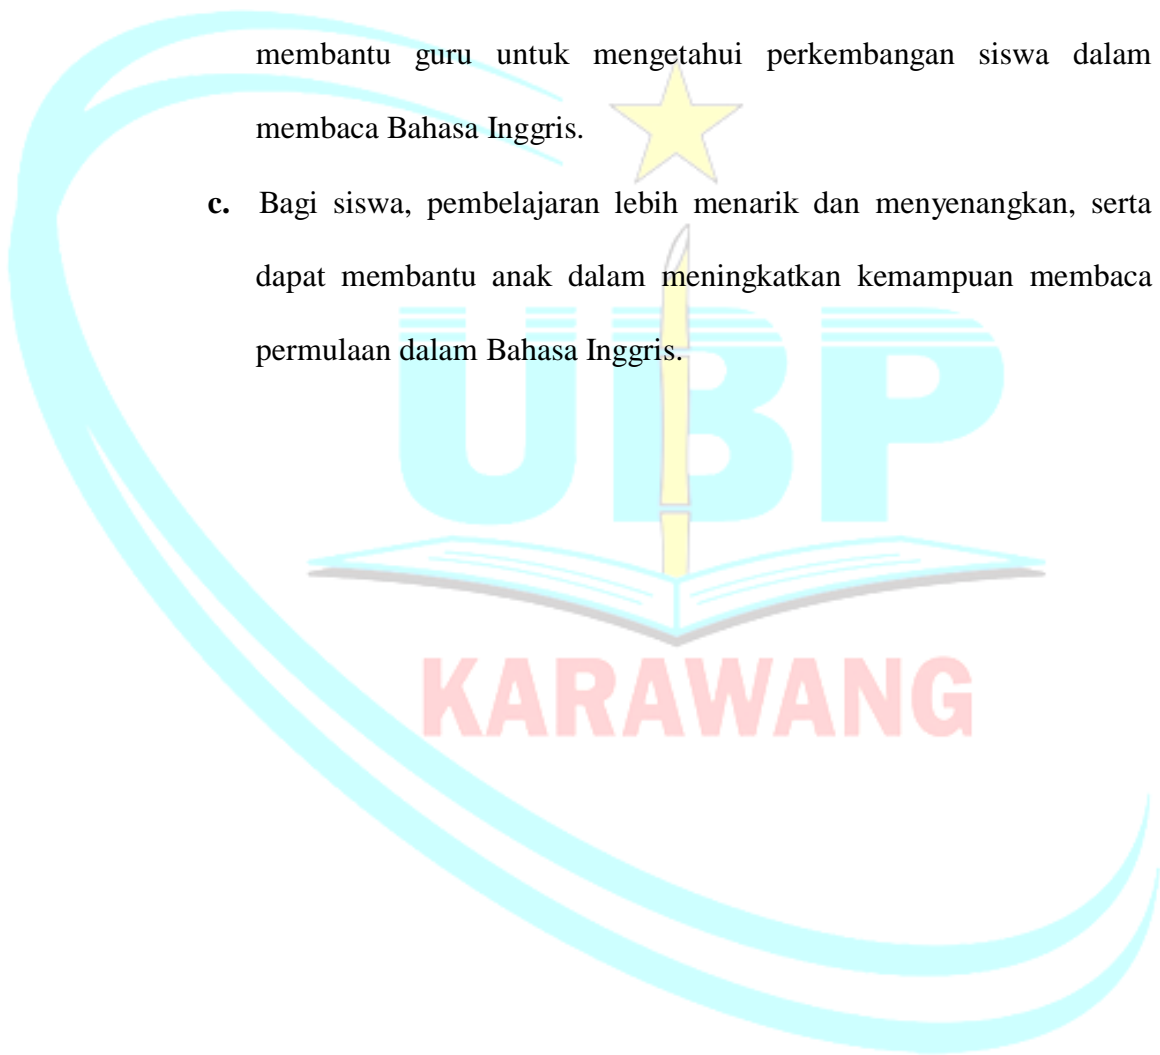 membantu guru untuk mengetahui perkembangan siswa dalam
membaca Bahasa Inggris.
c. Bagi siswa, pembelajaran lebih menarik dan menyenangkan, serta
dapat membantu anak dalam meningkatkan kemampuan membaca
permulaan dalam Bahasa Inggris.
UBP
KARAWANG